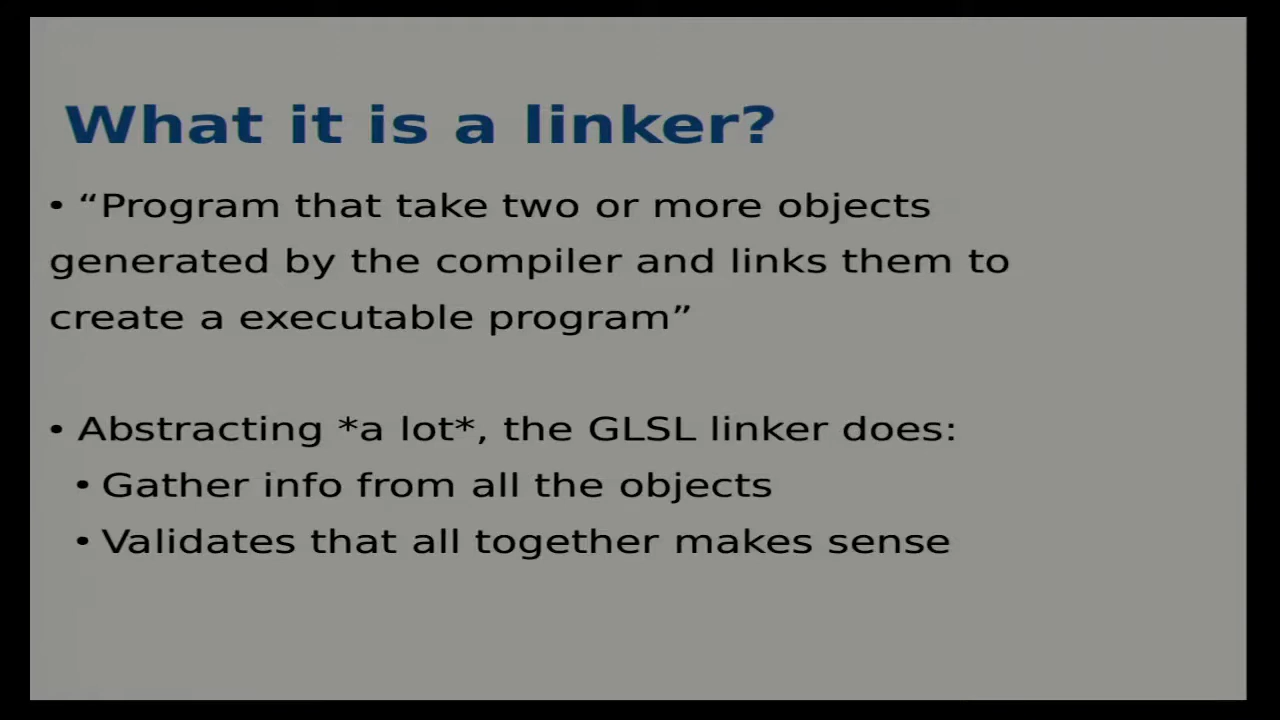 What it is a linker?
• “Program that take two or more objects
generated by the compiler and links them to
create a executable program”
• Abstracting *a lot*, the GLSL linker does:
• Gather info from all the objects
• Validates that all together makes sense